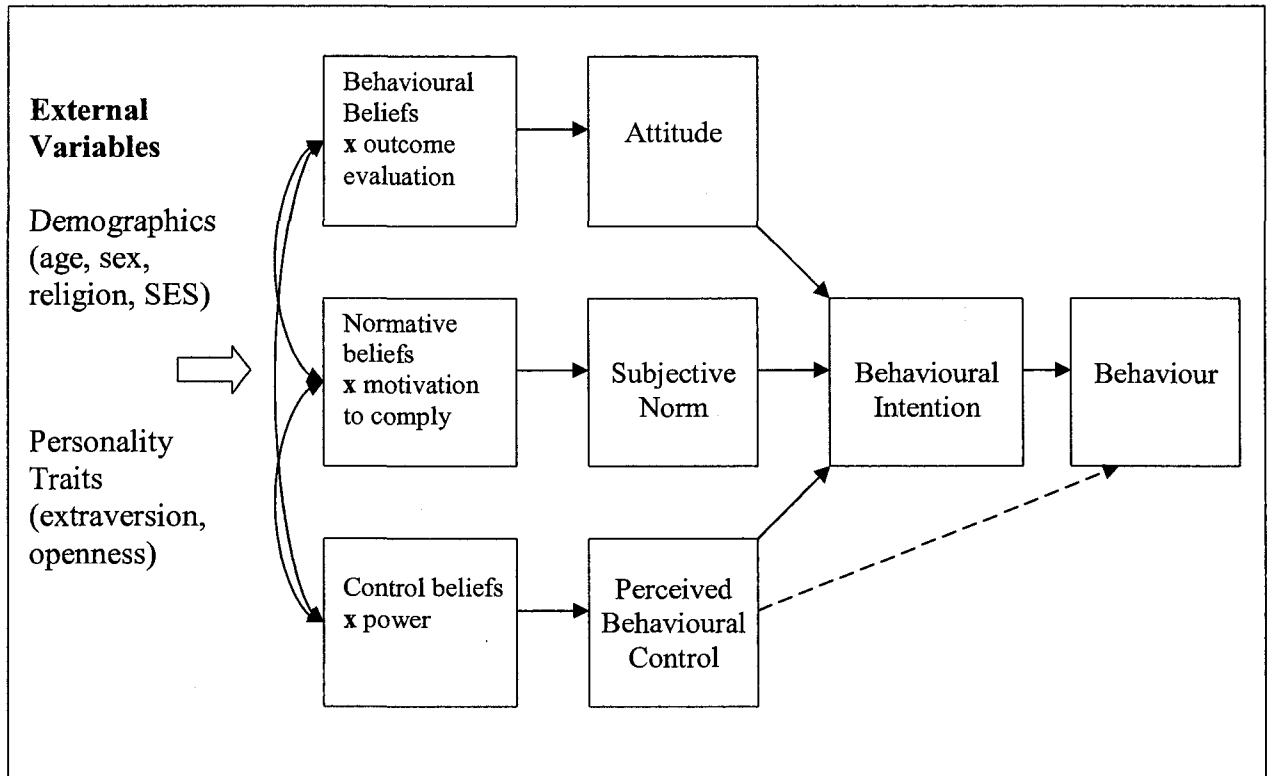 External
Variables
Demographics
(age, sex,
religion, SES)
Personality
Traits
(extraversion,
openness)
Behavioural
Beliefs
x outcome
evaluation
Attitude
Normative
beliefs
x motivation
to comply
Subjective
Norm
Behavioural
Intention
Behaviour
Control beliefs
x power
Perceived
Behavioural
Control